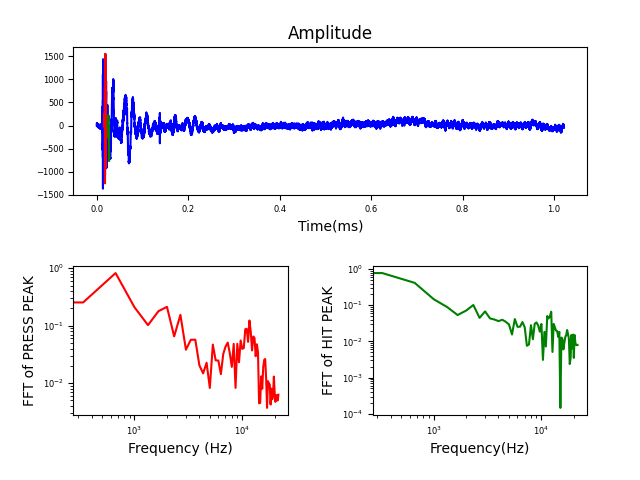 Amplitude
1500
1000
500
0
−500
−1000
−1500
0.0 0.2 0.4 0.6 0.8 1.0
Time(ms)
FFT of PRESS PEAK
10⁰
10⁻¹
10⁻²
10³ 10⁴
Frequency (Hz)
FFT of HIT PEAK
10⁰
10⁻¹
10⁻²
10⁻³
10⁻⁴
10³ 10⁴
Frequency(Hz)